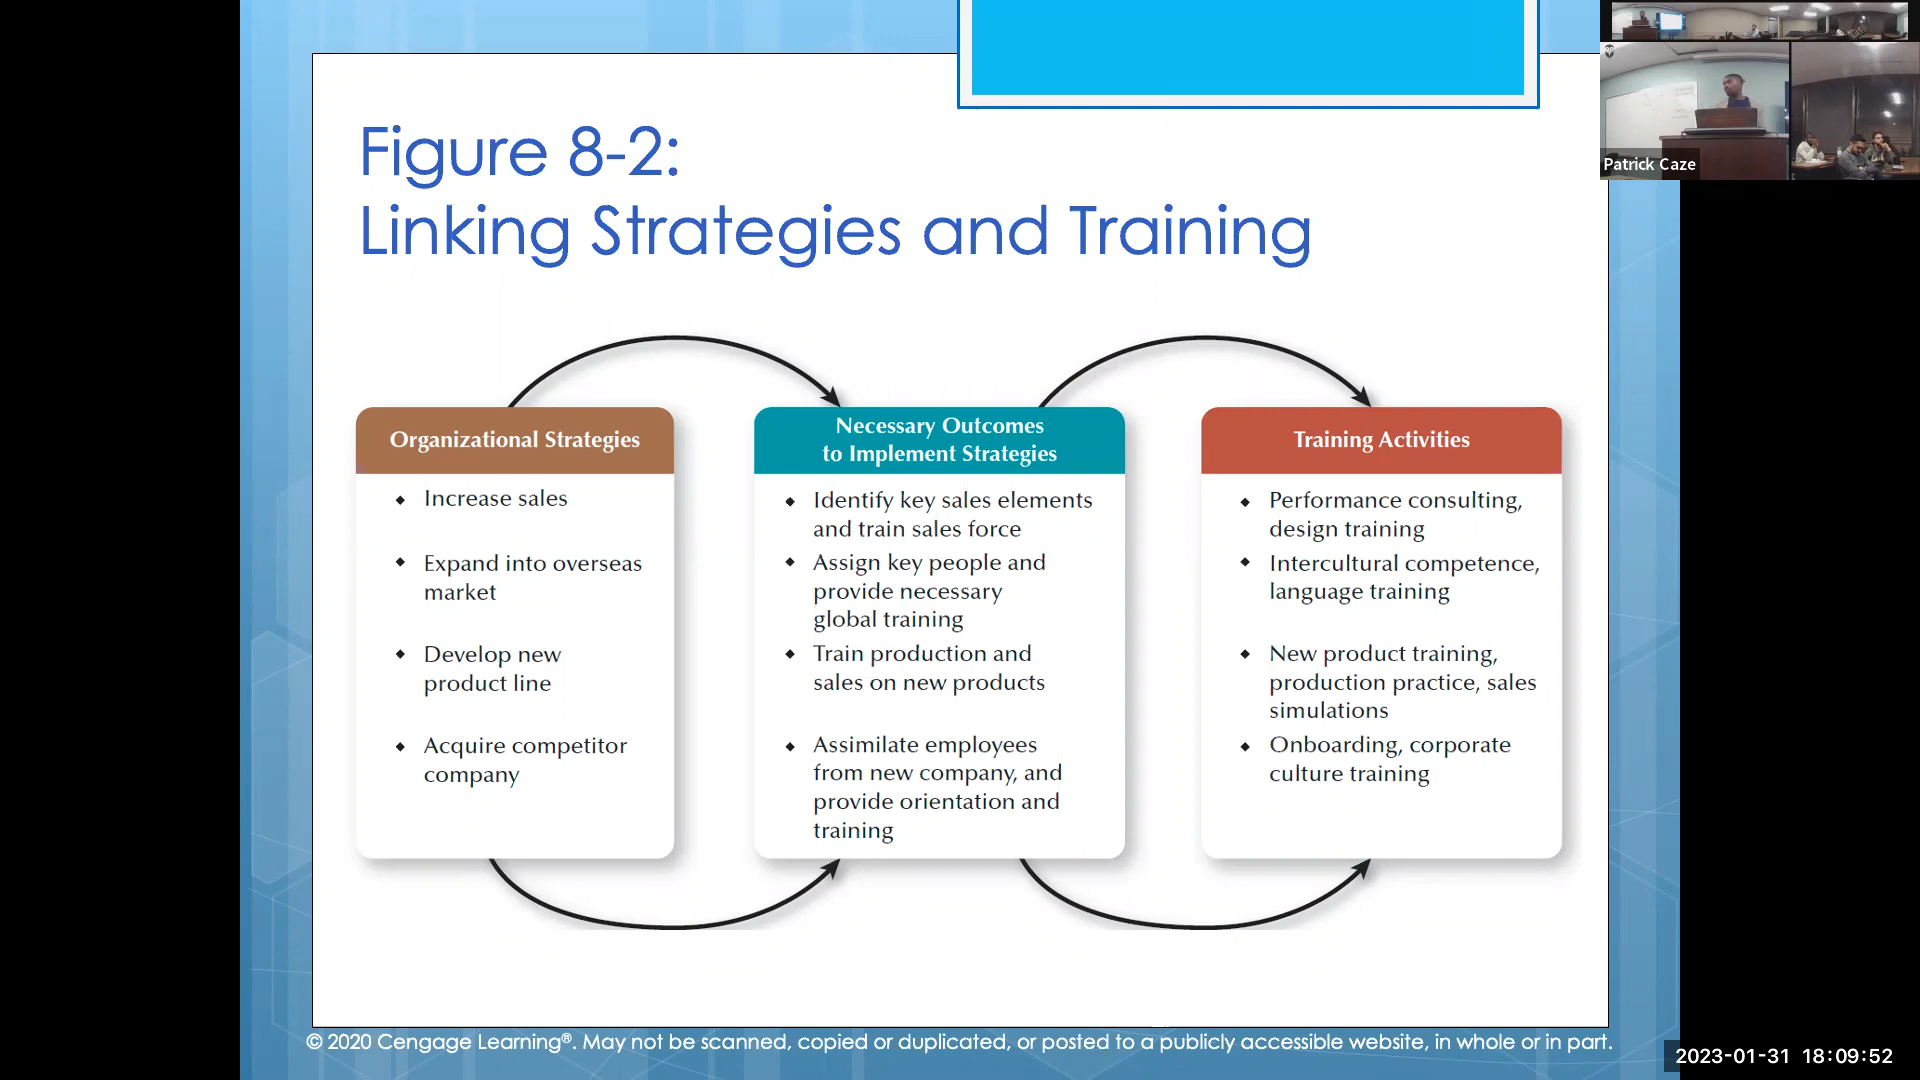 Figure 8-2:
Linking Strategies and Training
Organizational Strategies
Increase sales
Expand into overseas
market
Develop new
product line
Acquire competitor
company
Necessary Outcomes
to Implement Strategies
Identify key sales elements
and train sales force
Assign key people and
provide necessary
global training
Train production and
sales on new products
Assimilate employees
from new company, and
provide orientation and
training
Training Activities
Performance consulting,
design training
Intercultural competence,
language training
New product training,
production practice, sales
simulations
Onboarding, corporate
culture training
© 2020 Cengage Learning®. May not be scanned, copied or duplicated, or posted to a publicly accessible website, in whole or in part.
Patrick Caze
2023-01-31 18:09:52